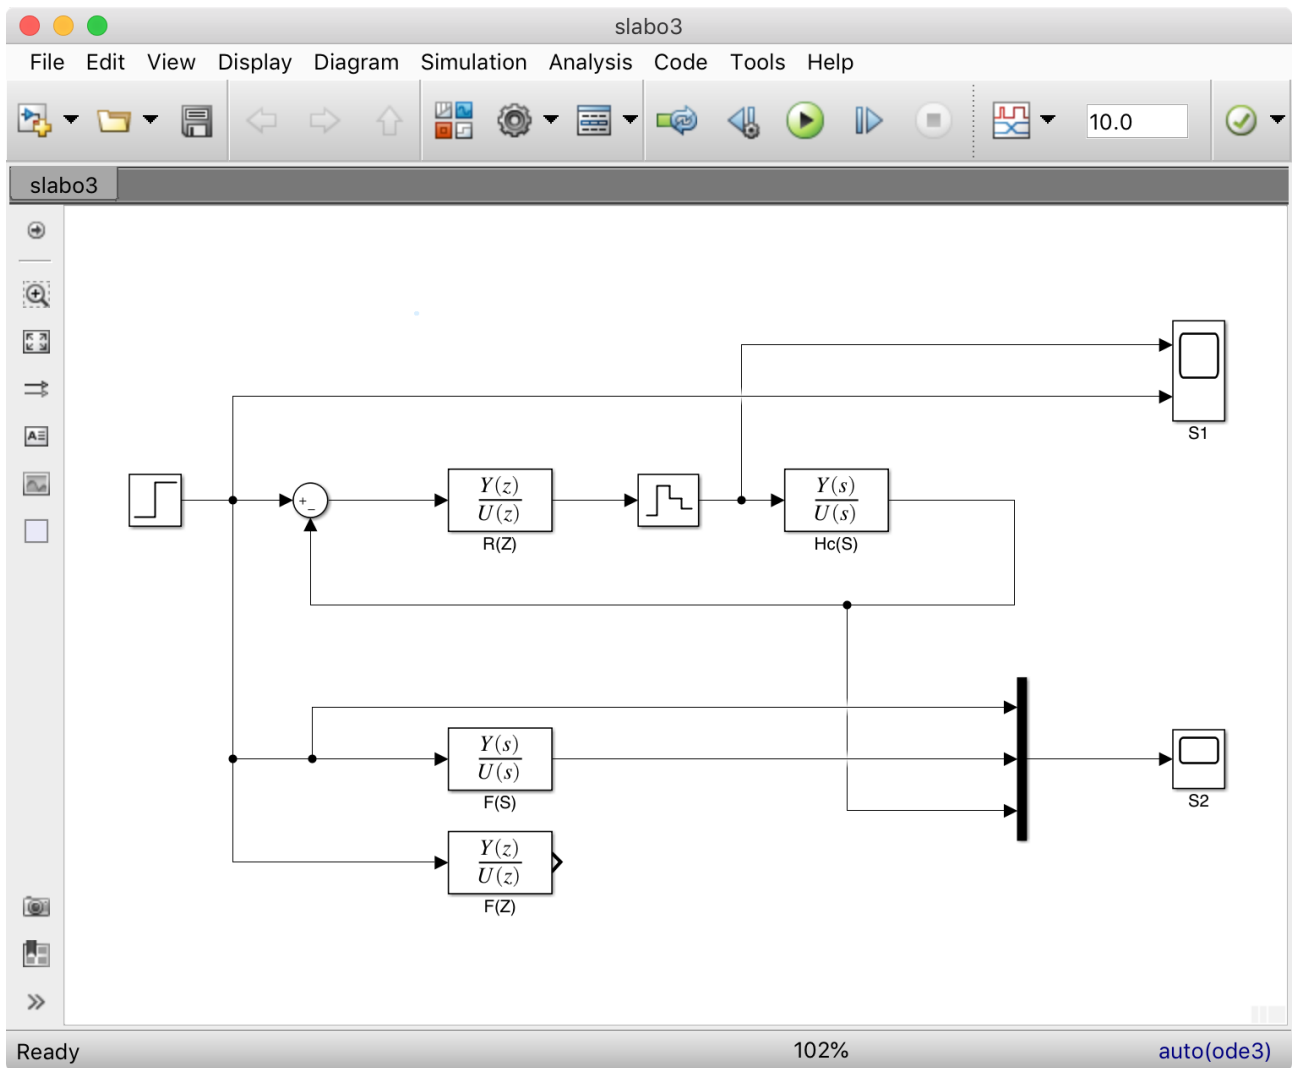 slabo3
File Edit View Display Diagram Simulation Analysis Code Tools Help
10.0
slabo3
S1
+
_
Y(z)
U(z)
R(Z)
Y(s)
U(s)
Hc(S)
Y(s)
U(s)
F(S)
S2
Y(z)
U(z)
F(Z)
Ready 102% auto(ode3)